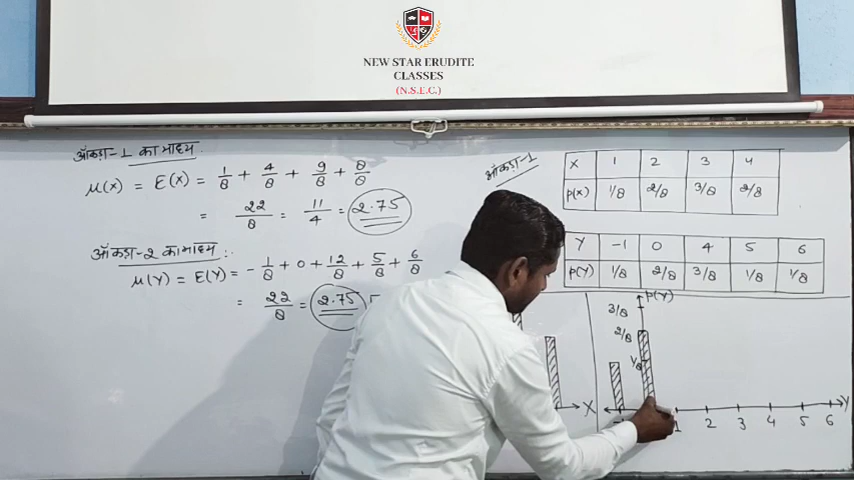 NEW STAR ERUDITE
CLASSES
(N.S.E.C.)
आँकड़ा-1 का माध्य
μ(X) = E(X) = 1/8 + 4/8 + 9/8 + 8/8
= 22/8 = 11/4 = 2.75
आँकड़ा-2 का माध्य :-
μ(Y) = E(Y) = -1/8 + 0 + 12/8 + 5/8 + 6/8
= 22/8 = 2.75
आँकड़ा-1
X 1 2 3 4
P(X) 1/8 2/8 3/8 2/8
Y -1 0 4 5 6
P(Y) 1/8 2/8 3/8 1/8 1/8
P(Y)
3/8
2/8
1/8
X
Y
1 2 3 4 5 6